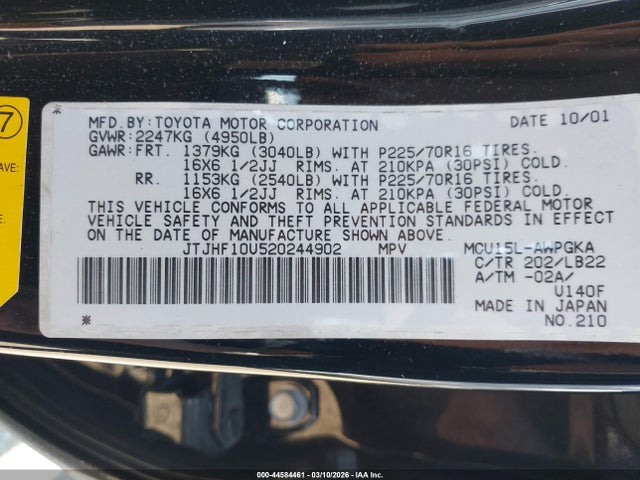 7
MFD. BY: TOYOTA MOTOR CORPORATION DATE 10/01
GVWR: 2247KG (4950LB)
GAWR: FRT. 1379KG (3040LB) WITH P225/70R16 TIRES.
16X6 1/2JJ RIMS. AT 210KPA (30PSI) COLD.
RR. 1153KG (2540LB) WITH P225/70R16 TIRES.
16X6 1/2JJ RIMS. AT 210KPA (30PSI) COLD.
THIS VEHICLE CONFORMS TO ALL APPLICABLE FEDERAL MOTOR
VEHICLE SAFETY AND THEFT PREVENTION STANDARDS IN EFFECT
ON THE DATE OF MANUFACTURE SHOWN ABOVE.
JTJHF10U520244902 MPV MCU15L-AWPGKA
C/TR 202/LB22
A/TM -02A/
U140F
MADE IN JAPAN
* NO.210
000-44584461 - 03/10/2026 - IAA Inc.